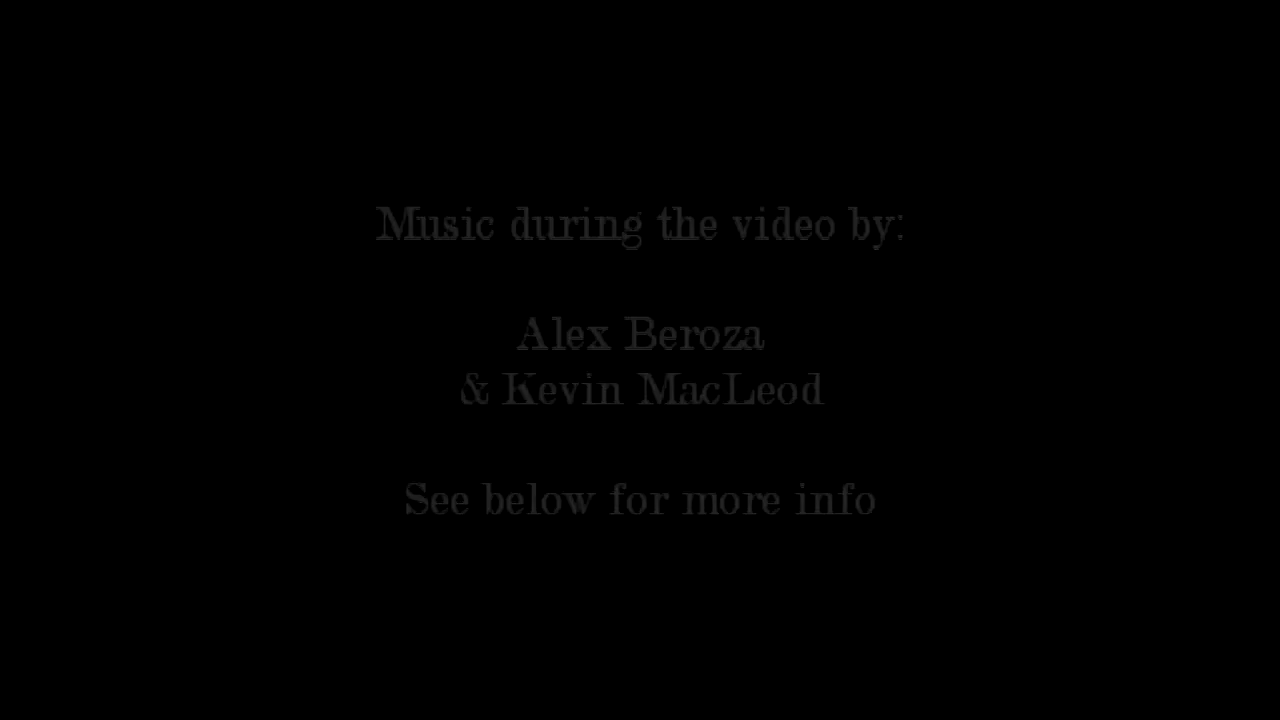 Music during the video by:
Alex Beroza
& Kevin MacLeod
See below for more info